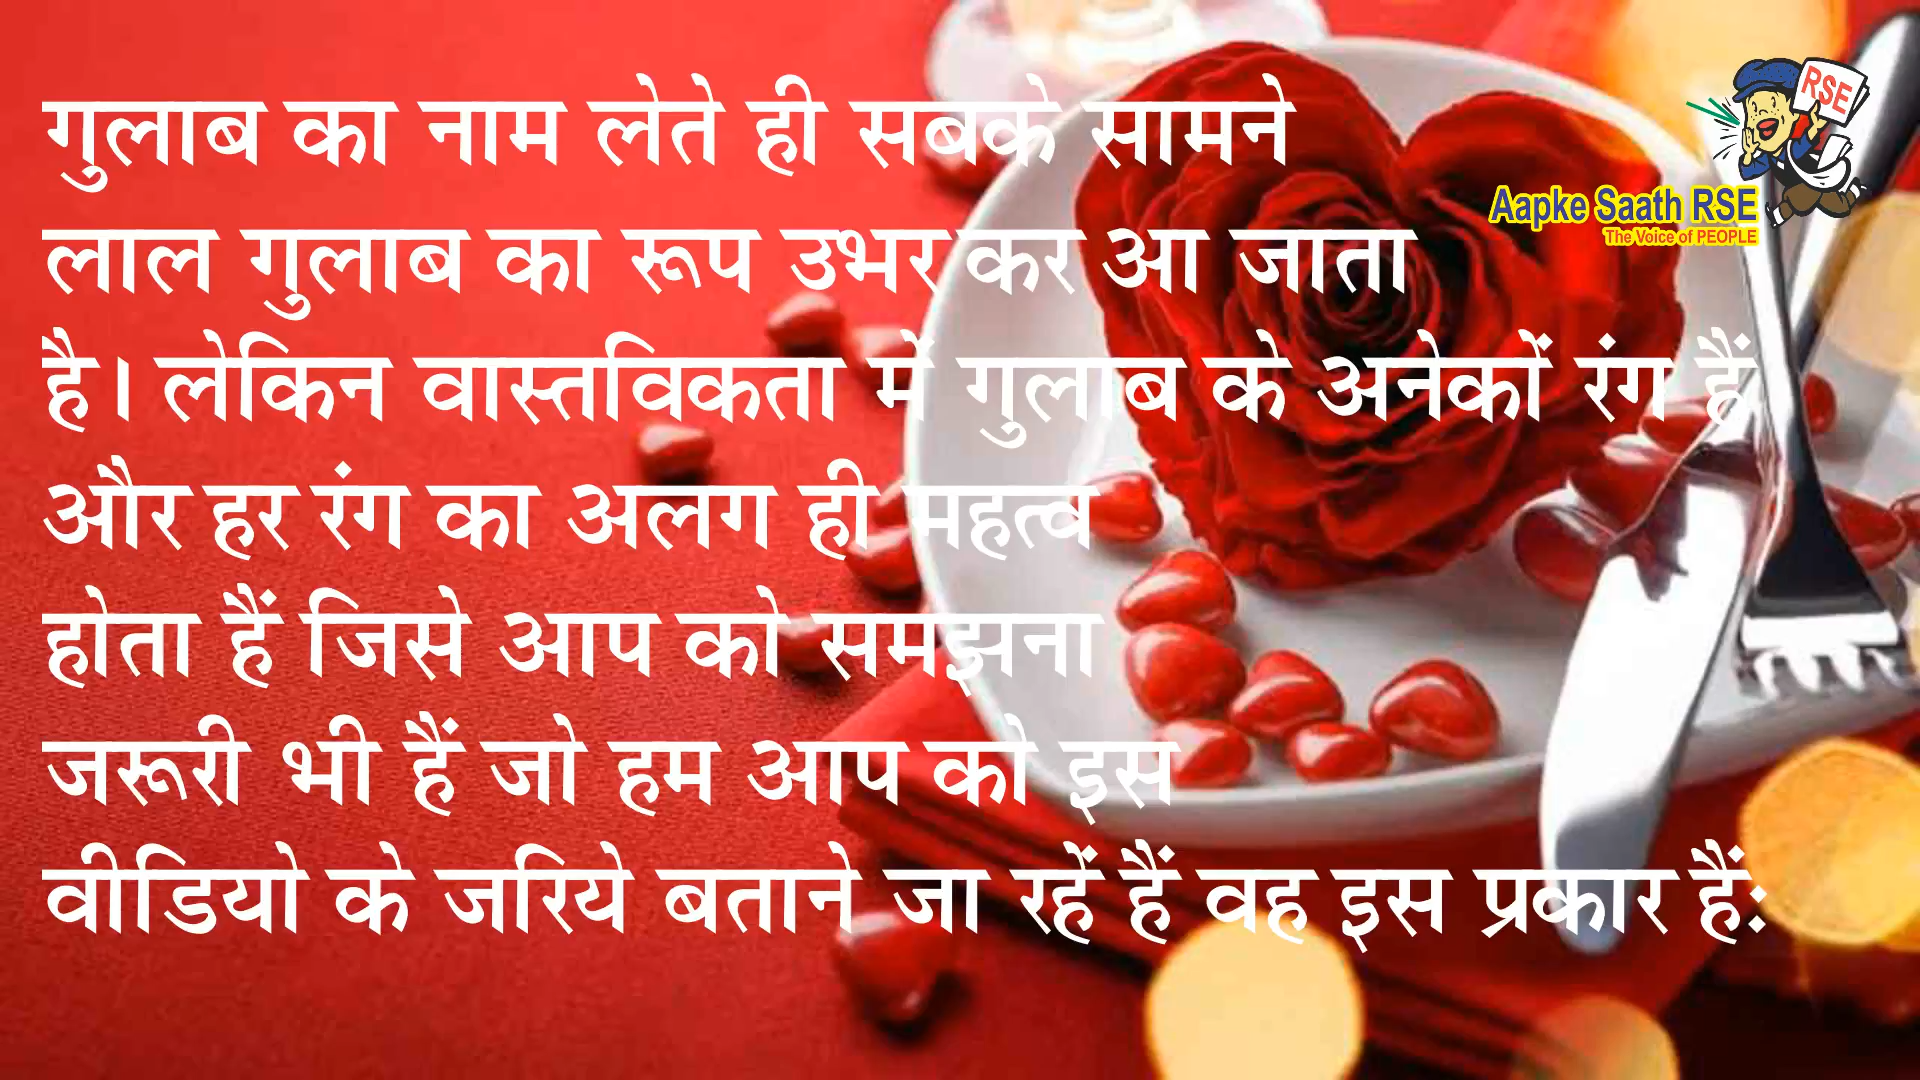 गुलाब का नाम लेते ही सबके सामने
लाल गुलाब का रूप उभर कर आ जाता
है। लेकिन वास्तविकता में गुलाब के अनेकों रंग हैं
और हर रंग का अलग ही महत्व
होता हैं जिसे आप को समझना
जरूरी भी हैं जो हम आप को इस
वीडियो के जरिये बताने जा रहें हैं वह इस प्रकार हैं:
RSE
Aapke Saath RSE
The Voice of PEOPLE